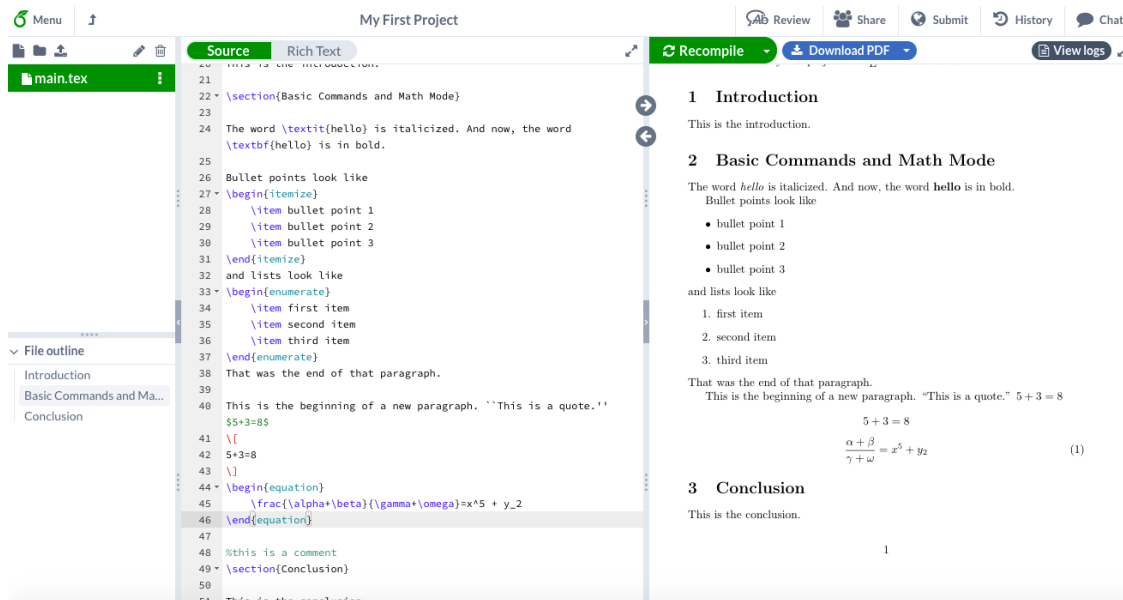 Menu
My First Project
Review
Share
Submit
History
Chat
Source
Rich Text
Recompile
Download PDF
View logs
main.tex
File outline
Introduction
Basic Commands and Ma...
Conclusion
20 This is the introduction.
21
22 \section{Basic Commands and Math Mode}
23
24 The word \textit{hello} is italicized. And now, the word
\textbf{hello} is in bold.
25
26 Bullet points look like
27 \begin{itemize}
28 \item bullet point 1
29 \item bullet point 2
30 \item bullet point 3
31 \end{itemize}
32 and lists look like
33 \begin{enumerate}
34 \item first item
35 \item second item
36 \item third item
37 \end{enumerate}
38 That was the end of that paragraph.
39
40 This is the beginning of a new paragraph. ``This is a quote.''
$5+3=8$
41 \[
42 5+3=8
43 \]
44 \begin{equation}
45 \frac{\alpha+\beta}{\gamma+\omega}=x^5 + y_2
46 \end{equation}
47
48 %this is a comment
49 \section{Conclusion}
50
51 This is the conclusion.
1 Introduction
This is the introduction.
2 Basic Commands and Math Mode
The word hello is italicized. And now, the word hello is in bold.
Bullet points look like
• bullet point 1
• bullet point 2
• bullet point 3
and lists look like
1. first item
2. second item
3. third item
That was the end of that paragraph.
This is the beginning of a new paragraph. “This is a quote.” 5 + 3 = 8
5 + 3 = 8
α + β
γ + ω
= x⁵ + y₂ (1)
3 Conclusion
This is the conclusion.
1